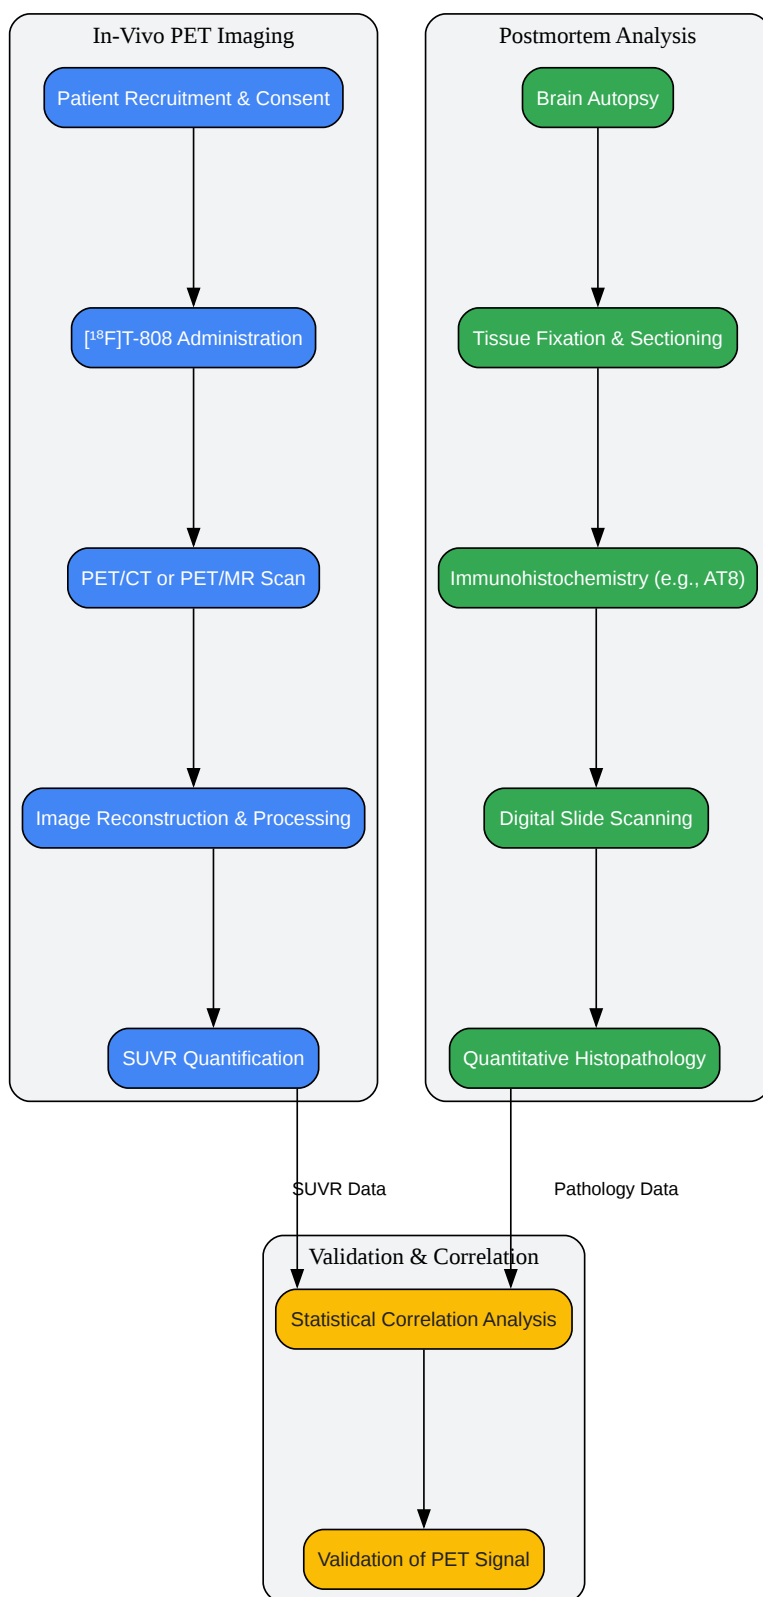 In-Vivo PET Imaging
Patient Recruitment & Consent
[¹⁸F]T-808 Administration
PET/CT or PET/MR Scan
Image Reconstruction & Processing
SUVR Quantification
Postmortem Analysis
Brain Autopsy
Tissue Fixation & Sectioning
Immunohistochemistry (e.g., AT8)
Digital Slide Scanning
Quantitative Histopathology
SUVR Data
Pathology Data
Validation & Correlation
Statistical Correlation Analysis
Validation of PET Signal